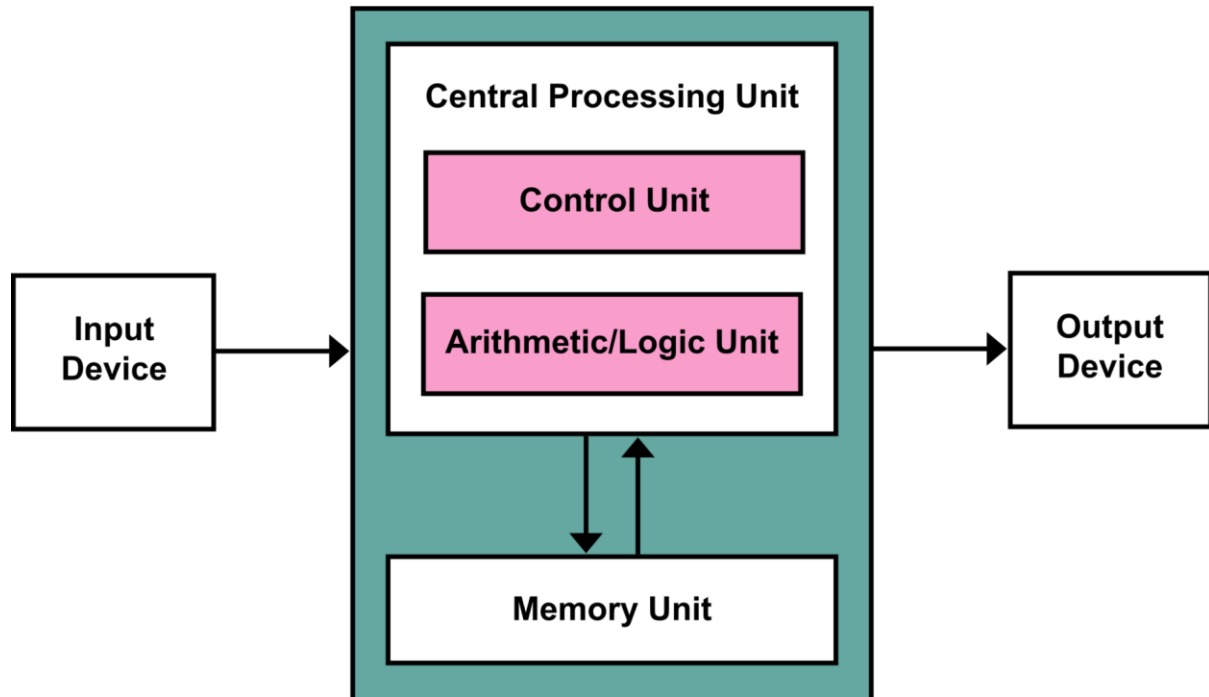 Central Processing Unit
Control Unit
Arithmetic/Logic Unit
Input
Device
Output
Device
Memory Unit